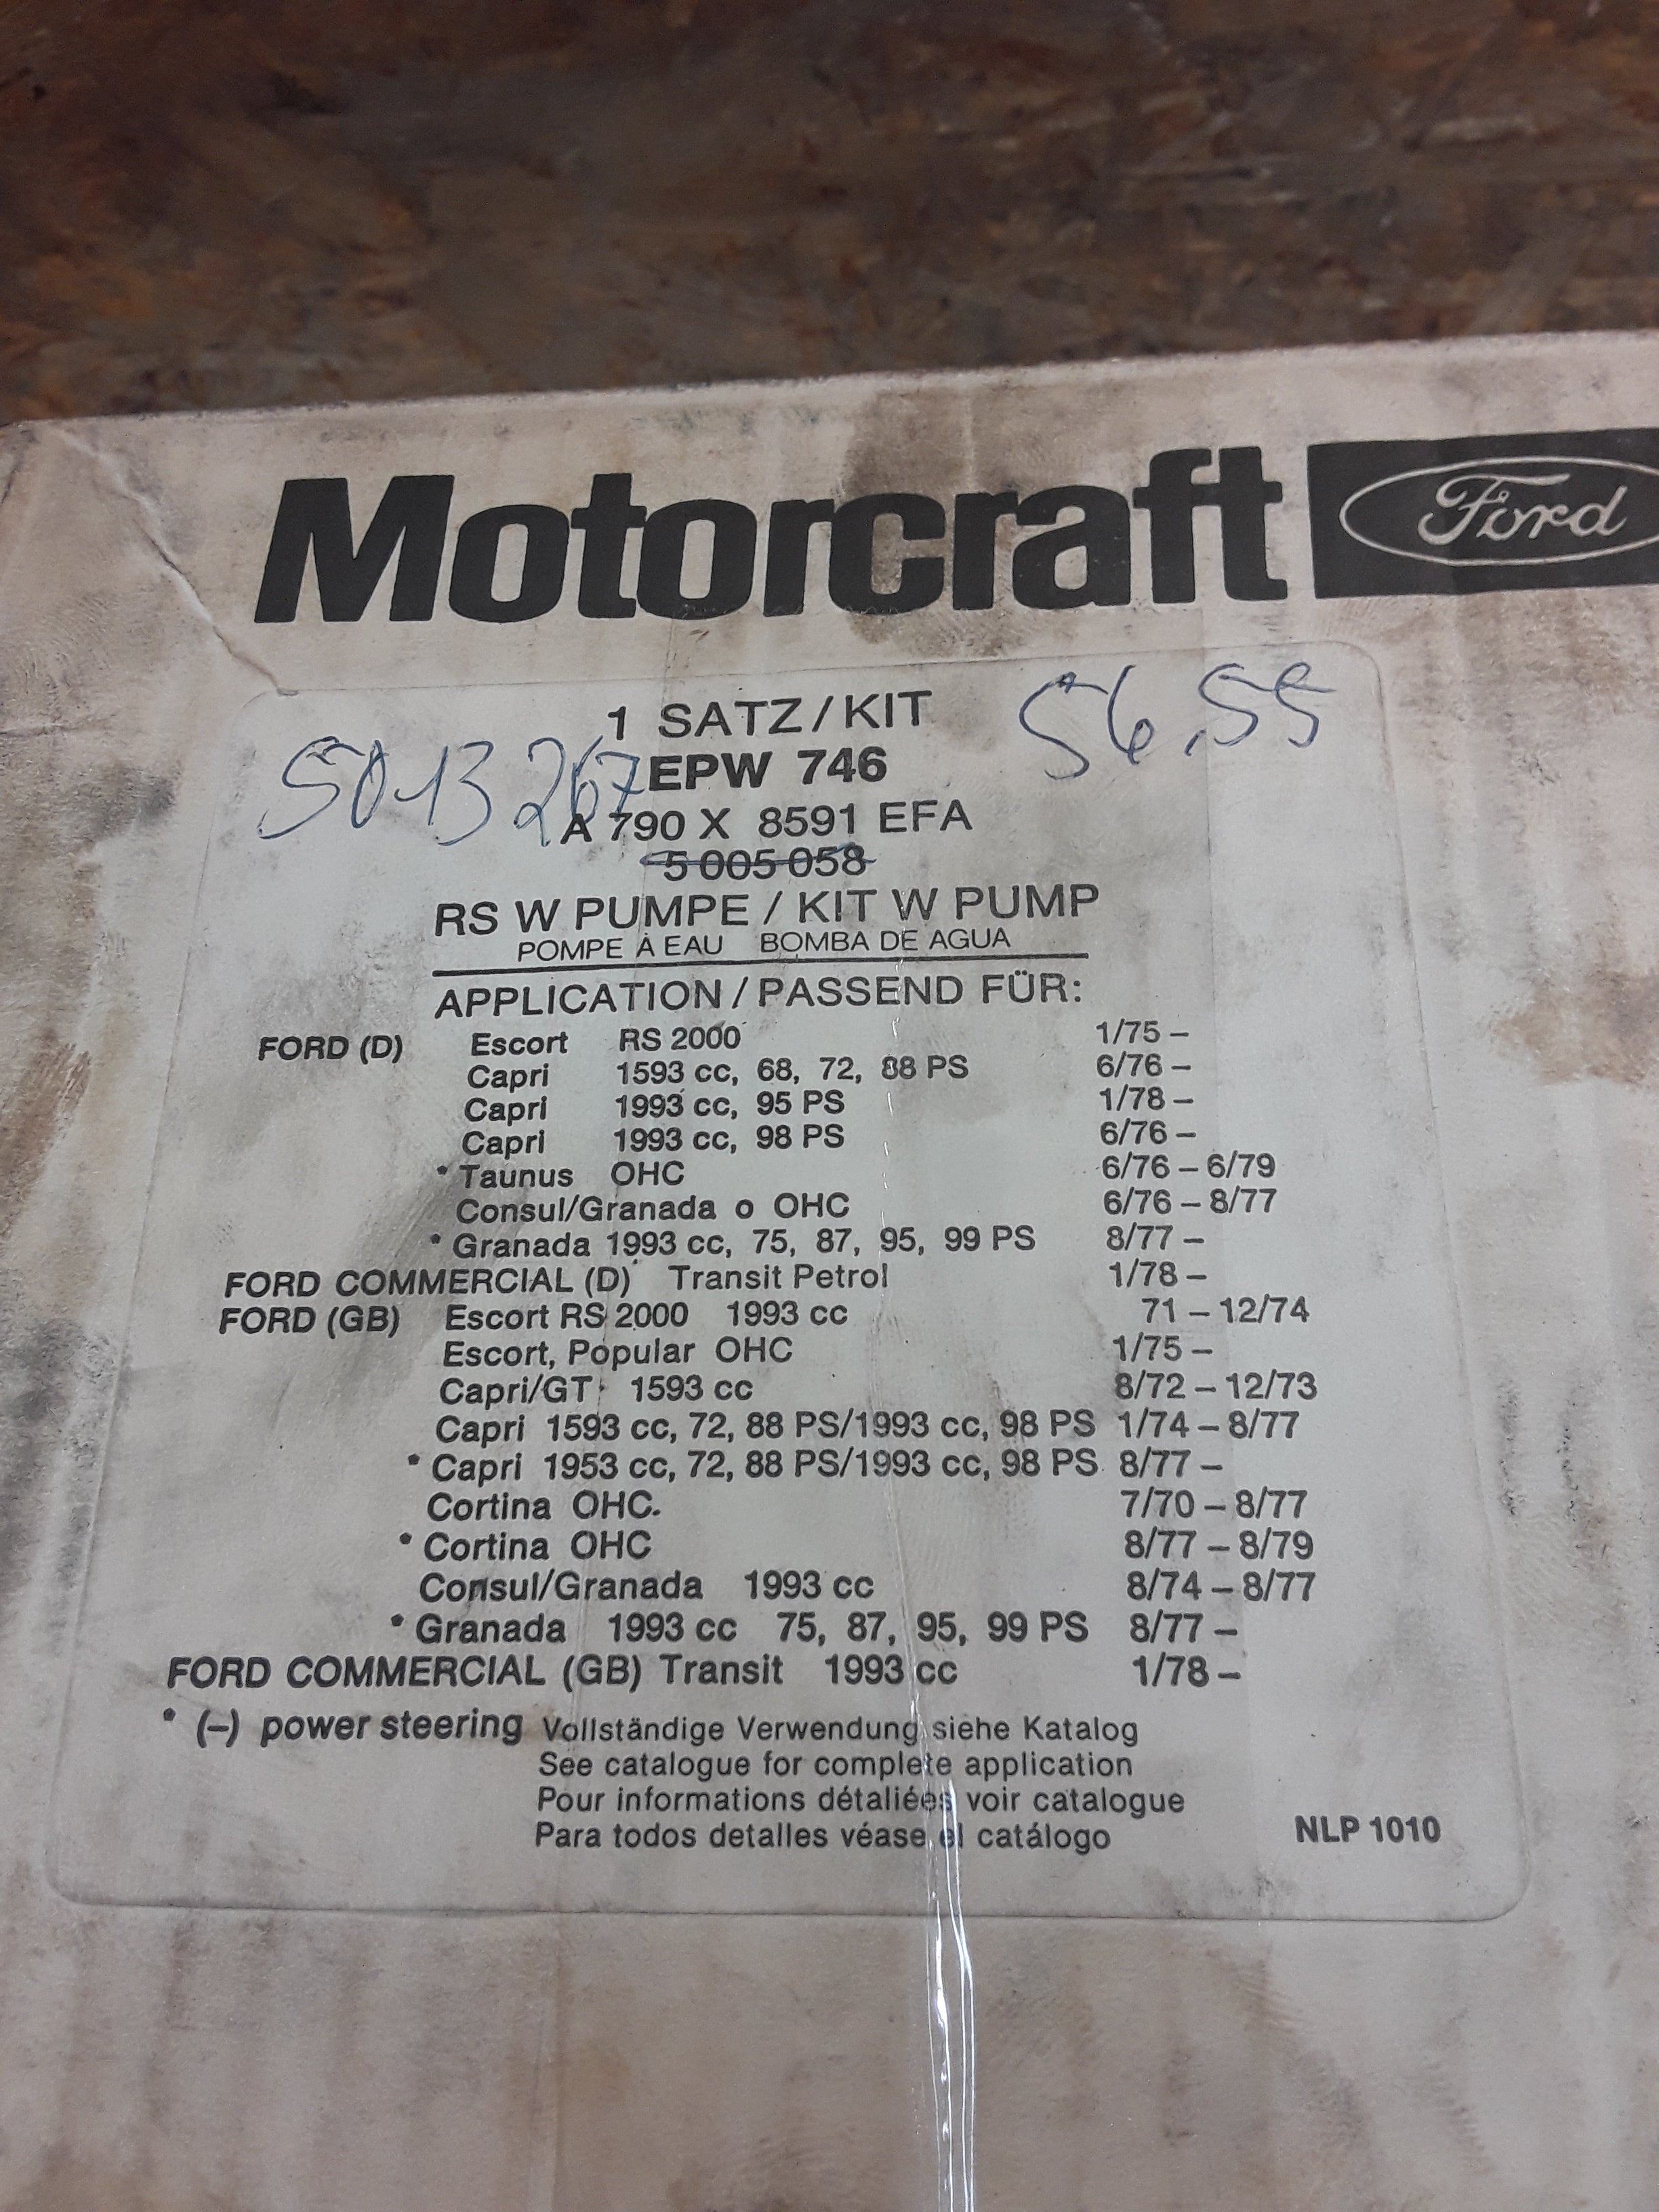 Motorcraft Ford
1 SATZ/KIT 56,55
5013267 EPW 746
A 790 X 8591 EFA
5 005 058
RS W PUMPE / KIT W PUMP
POMPE À EAU BOMBA DE AGUA
APPLICATION / PASSEND FÜR:
FORD (D) Escort RS 2000 1/75 –
Capri 1593 cc, 68, 72, 88 PS 6/76 –
Capri 1993 cc, 95 PS 1/78 –
Capri 1993 cc, 98 PS 6/76 –
• Taunus OHC 6/76 – 6/79
Consul/Granada o OHC 6/76 – 8/77
• Granada 1993 cc, 75, 87, 95, 99 PS 8/77 –
FORD COMMERCIAL (D) Transit Petrol 1/78 –
FORD (GB) Escort RS 2000 1993 cc 71 – 12/74
Escort, Popular OHC 1/75 –
Capri/GT 1593 cc 8/72 – 12/73
Capri 1593 cc, 72, 88 PS/1993 cc, 98 PS 1/74 – 8/77
• Capri 1953 cc, 72, 88 PS/1993 cc, 98 PS 8/77 –
Cortina OHC. 7/70 – 8/77
• Cortina OHC 8/77 – 8/79
Consul/Granada 1993 cc 8/74 – 8/77
• Granada 1993 cc 75, 87, 95, 99 PS 8/77 –
FORD COMMERCIAL (GB) Transit 1993 cc 1/78 –
• (–) power steering Vollständige Verwendung siehe Katalog
See catalogue for complete application
Pour informations détaliées voir catalogue
Para todos detalles véase el catálogo NLP 1010